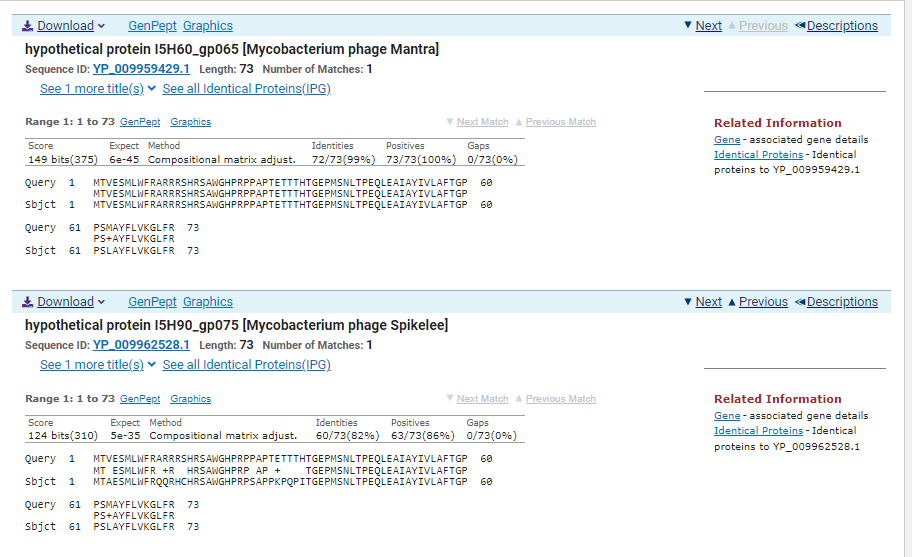 Download GenPept Graphics Next Previous Descriptions
hypothetical protein I5H60_gp065 [Mycobacterium phage Mantra]
Sequence ID: YP_009959429.1 Length: 73 Number of Matches: 1
See 1 more title(s) See all Identical Proteins(IPG)
Range 1: 1 to 73 GenPept Graphics Next Match Previous Match
Score Expect Method Identities Positives Gaps
149 bits(375) 6e-45 Compositional matrix adjust. 72/73(99%) 73/73(100%) 0/73(0%)
Query 1 MTVESMLWFRARRRSHRSAWGHPRPPAPTETTTHTGEPMSNLTPEQLEAIAYIVLAFTGP 60
MTVESMLWFRARRRSHRSAWGHPRPPAPTETTTHTGEPMSNLTPEQLEAIAYIVLAFTGP
Sbjct 1 MTVESMLWFRARRRSHRSAWGHPRPPAPTETTTHTGEPMSNLTPEQLEAIAYIVLAFTGP 60
Query 61 PSMAYFLVKGLFR 73
PS+AYFLVKGLFR
Sbjct 61 PSLAYFLVKGLFR 73
Related Information
Gene - associated gene details
Identical Proteins - Identical
proteins to YP_009959429.1
Download GenPept Graphics Next Previous Descriptions
hypothetical protein I5H90_gp075 [Mycobacterium phage Spikelee]
Sequence ID: YP_009962528.1 Length: 73 Number of Matches: 1
See 1 more title(s) See all Identical Proteins(IPG)
Range 1: 1 to 73 GenPept Graphics Next Match Previous Match
Score Expect Method Identities Positives Gaps
124 bits(310) 5e-35 Compositional matrix adjust. 60/73(82%) 63/73(86%) 0/73(0%)
Query 1 MTVESMLWFRARRRSHRSAWGHPRPPAPTETTTHTGEPMSNLTPEQLEAIAYIVLAFTGP 60
MT ESMLWFR +R  HRSAWGHPRP AP +    TGEPMSNLTPEQLEAIAYIVLAFTGP
Sbjct 1 MTAESMLWFRQQRHCHRSAWGHPRPSAPPKPQPITGEPMSNLTPEQLEAIAYIVLAFTGP 60
Query 61 PSMAYFLVKGLFR 73
PS+AYFLVKGLFR
Sbjct 61 PSLAYFLVKGLFR 73
Related Information
Gene - associated gene details
Identical Proteins - Identical
proteins to YP_009962528.1